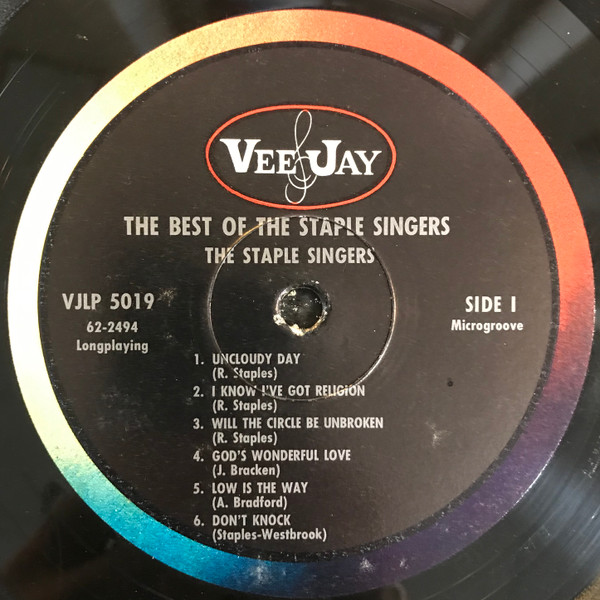 VEE JAY
THE BEST OF THE STAPLE SINGERS
THE STAPLE SINGERS
VJLP 5019
62-2494
Longplaying
SIDE 1
Microgroove
1. UNCLOUDY DAY
(R. Staples)
2. I KNOW I'VE GOT RELIGION
(R. Staples)
3. WILL THE CIRCLE BE UNBROKEN
(R. Staples)
4. GOD'S WONDERFUL LOVE
(J. Bracken)
5. LOW IS THE WAY
(A. Bradford)
6. DON'T KNOCK
(Staples-Westbrook)